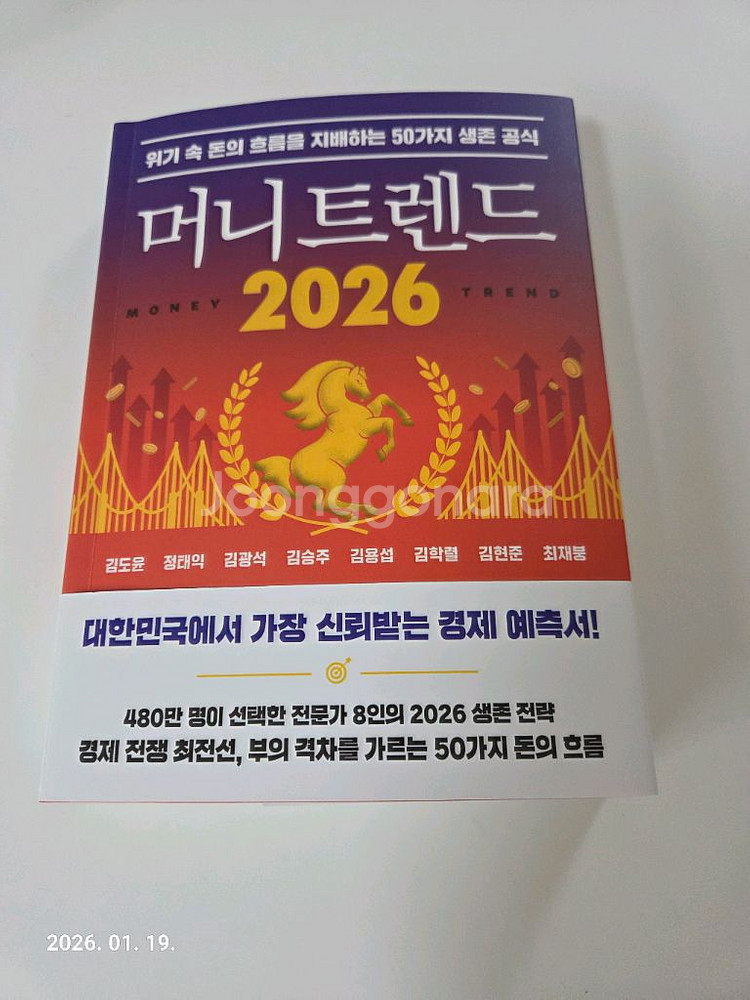 위기 속 돈의 흐름을 지배하는 50가지 생존 공식
머니 트렌드
MONEY 2026 TREND
Joonggonara
김도윤 정태익 김광석 김승주 김용섭 김학렬 김현준 최재붕
대한민국에서 가장 신뢰받는 경제 예측서!
480만 명이 선택한 전문가 8인의 2026 생존 전략
경제 전쟁 최전선, 부의 격차를 가르는 50가지 돈의 흐름
2026. 01. 19.